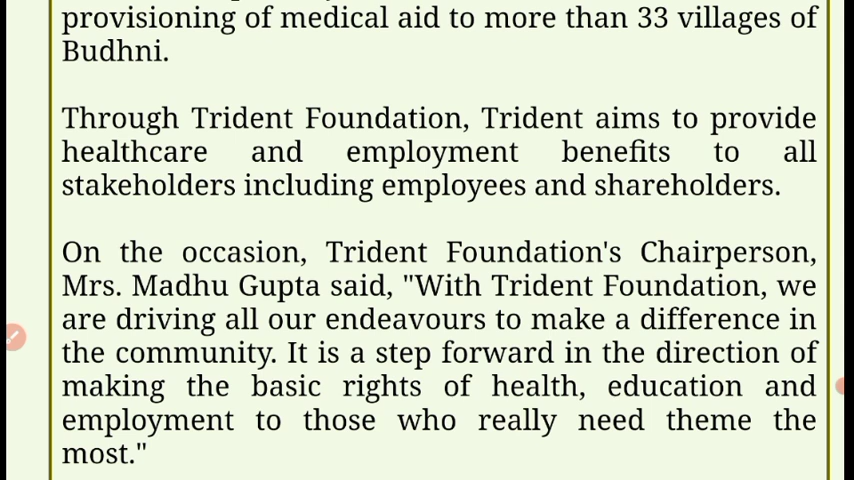 provisioning of medical aid to more than 33 villages of
Budhni.
Through Trident Foundation, Trident aims to provide
healthcare and employment benefits to all
stakeholders including employees and shareholders.
On the occasion, Trident Foundation's Chairperson,
Mrs. Madhu Gupta said, "With Trident Foundation, we
are driving all our endeavours to make a difference in
the community. It is a step forward in the direction of
making the basic rights of health, education and
employment to those who really need theme the
most."